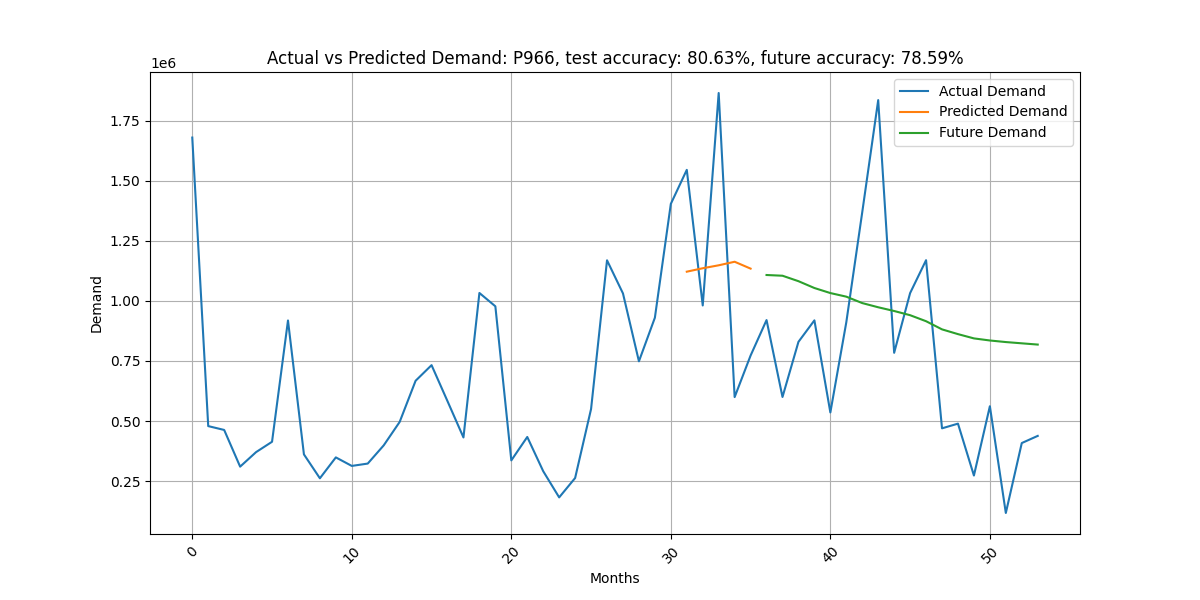 Actual vs Predicted Demand: P966, test accuracy: 80.63%, future accuracy: 78.59%
1e6
Actual Demand
Predicted Demand
Future Demand
1.75
1.50
1.25
1.00
0.75
0.50
0.25
Demand
0
10
20
30
40
50
Months